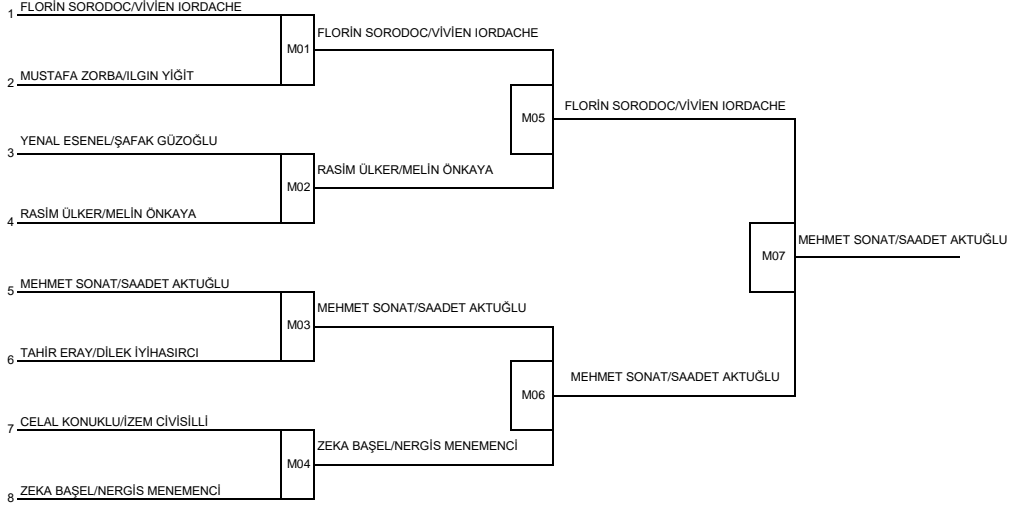 1 FLORİN SORODOC/VİVİEN IORDACHE
M01
FLORİN SORODOC/VİVİEN IORDACHE
2 MUSTAFA ZORBA/ILGIN YİĞİT
M05
FLORİN SORODOC/VİVİEN IORDACHE
3 YENAL ESENEL/ŞAFAK GÜZOĞLU
M02
RASİM ÜLKER/MELİN ÖNKAYA
4 RASİM ÜLKER/MELİN ÖNKAYA
M07
MEHMET SONAT/SAADET AKTUĞLU
5 MEHMET SONAT/SAADET AKTUĞLU
M03
MEHMET SONAT/SAADET AKTUĞLU
6 TAHİR ERAY/DİLEK İYİHASIRCI
M06
MEHMET SONAT/SAADET AKTUĞLU
7 CELAL KONUKLU/İZEM CİVİSİLLİ
M04
ZEKA BAŞEL/NERGİS MENEMENCİ
8 ZEKA BAŞEL/NERGİS MENEMENCİ